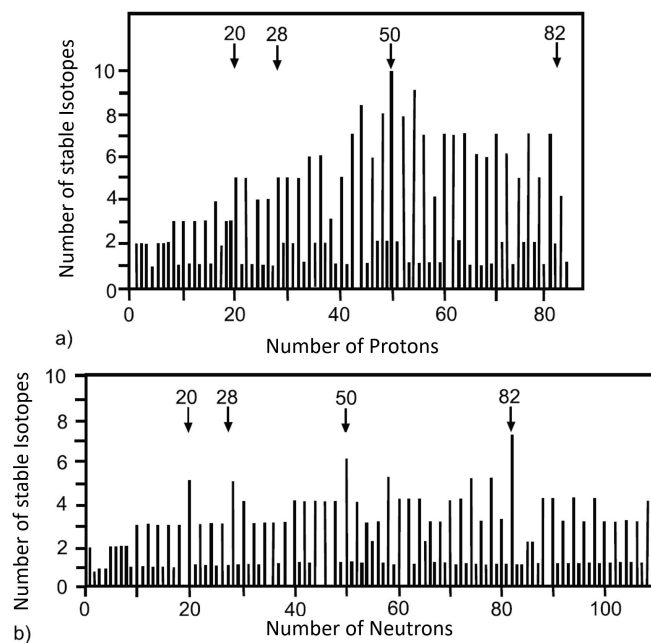 20 28 50 82
10
8
6
4
2
0
Number of stable Isotopes
0 20 40 60 80
a)
Number of Protons
10
8
6
4
2
0
Number of stable Isotopes
20 28 50 82
0 20 40 60 80 100
b)
Number of Neutrons